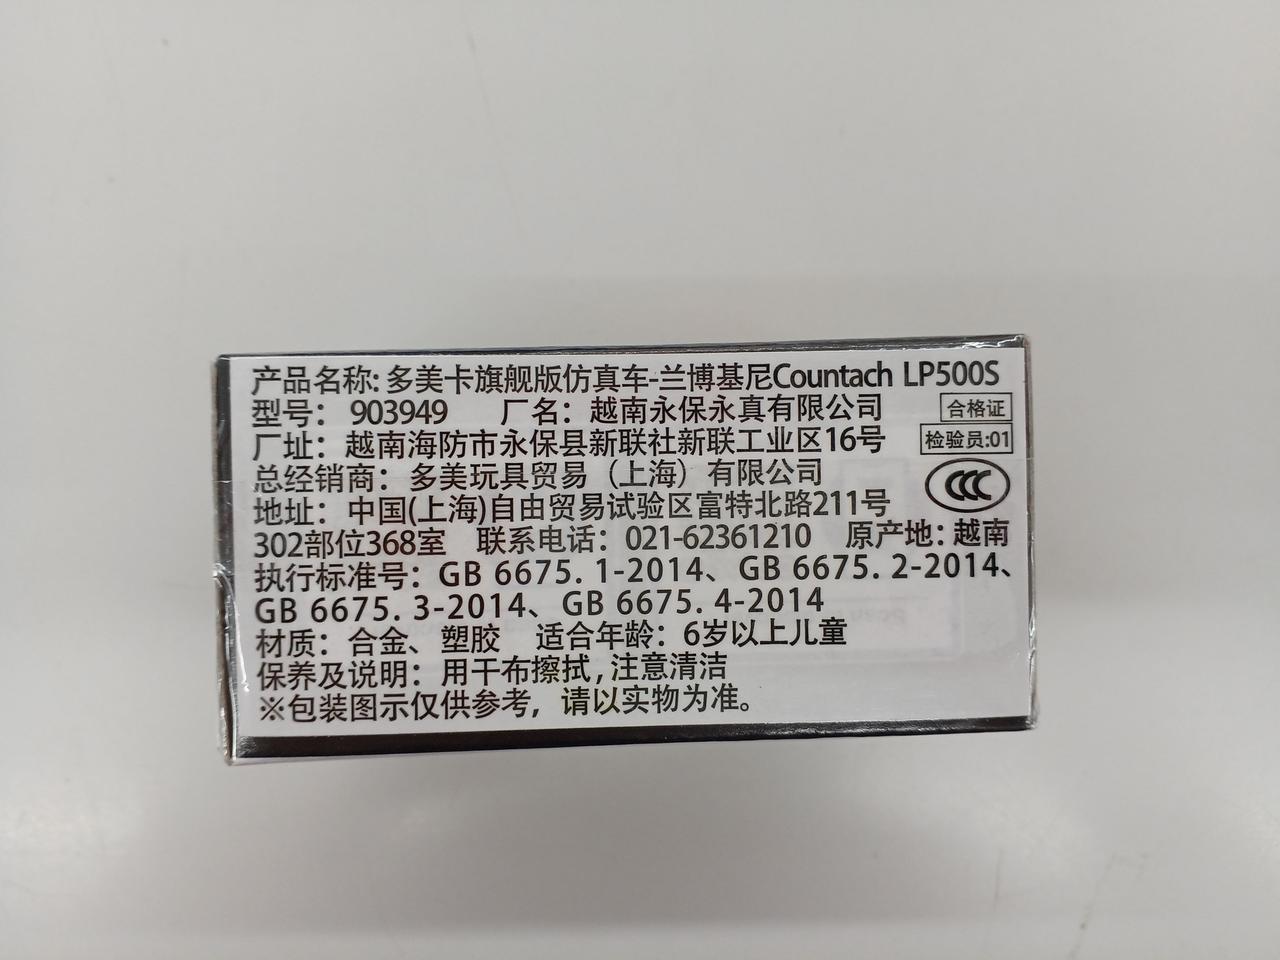 产品名称: 多美卡旗舰版仿真车-兰博基尼Countach LP500S
型号： 903949 厂名：越南永保永真有限公司 合格证
厂址：越南海防市永保县新联社新联工业区16号 检验员:01
总经销商：多美玩具贸易（上海）有限公司 CCC
地址：中国(上海)自由贸易试验区富特北路211号
302部位368室 联系电话：021-62361210 原产地：越南
执行标准号：GB 6675. 1-2014、GB 6675. 2-2014、
GB 6675. 3-2014、GB 6675. 4-2014
材质：合金、塑胶 适合年龄：6岁以上儿童
保养及说明：用干布擦拭，注意清洁
※包装图示仅供参考，请以实物为准。